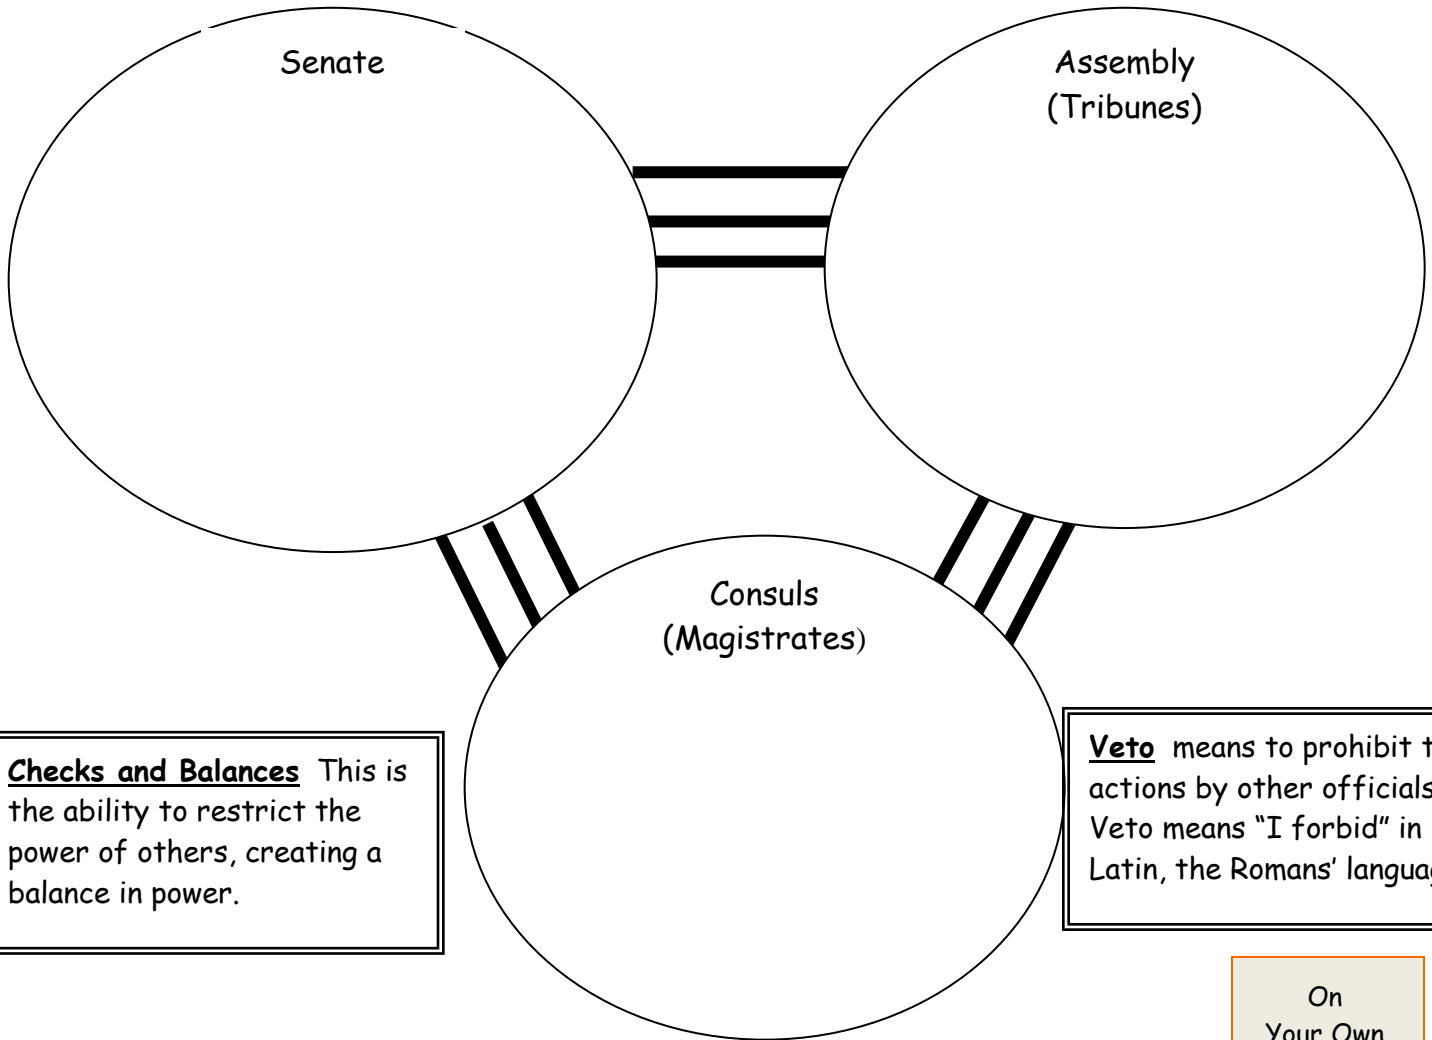 Senate
Assembly
(Tribunes)
Consuls
(Magistrates)
Checks and Balances This is
the ability to restrict the
power of others, creating a
balance in power.
Veto means to prohibit
actions by other officials
Veto means “I forbid” in
Latin, the Romans’
On
Your Own